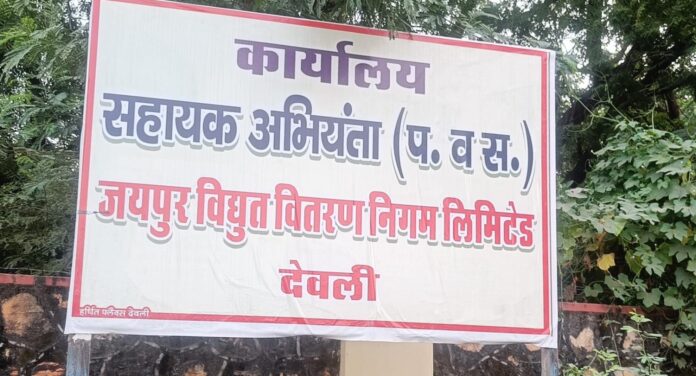 कार्यालय
सहायक अभियंता (प. व स.)
जयपुर विद्युत वितरण निगम लिमिटेड
देवली
हर्षित फ्लैक्स देवली